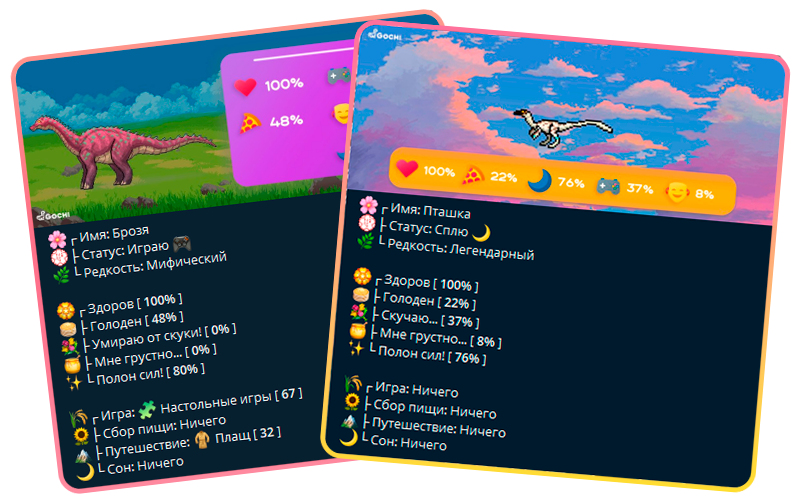 100%
48%
GOCHI
Имя: Брозя
Статус: Играю
Редкость: Мифический
Здоров [ 100% ]
Голоден [ 48% ]
Умираю от скуки! [ 0% ]
Мне грустно... [ 0% ]
Полон сил! [ 80% ]
Игра: Настольные игры [ 67 ]
Сбор пищи: Ничего
Путешествие: Плащ [ 32 ]
Сон: Ничего
GOCHI
100% 22% 76% 37% 8%
Имя: Пташка
Статус: Сплю
Редкость: Легендарный
Здоров [ 100% ]
Голоден [ 22% ]
Скучаю... [ 37% ]
Мне грустно... [ 8% ]
Полон сил! [ 76% ]
Игра: Ничего
Сбор пищи: Ничего
Путешествие: Ничего
Сон: Ничего